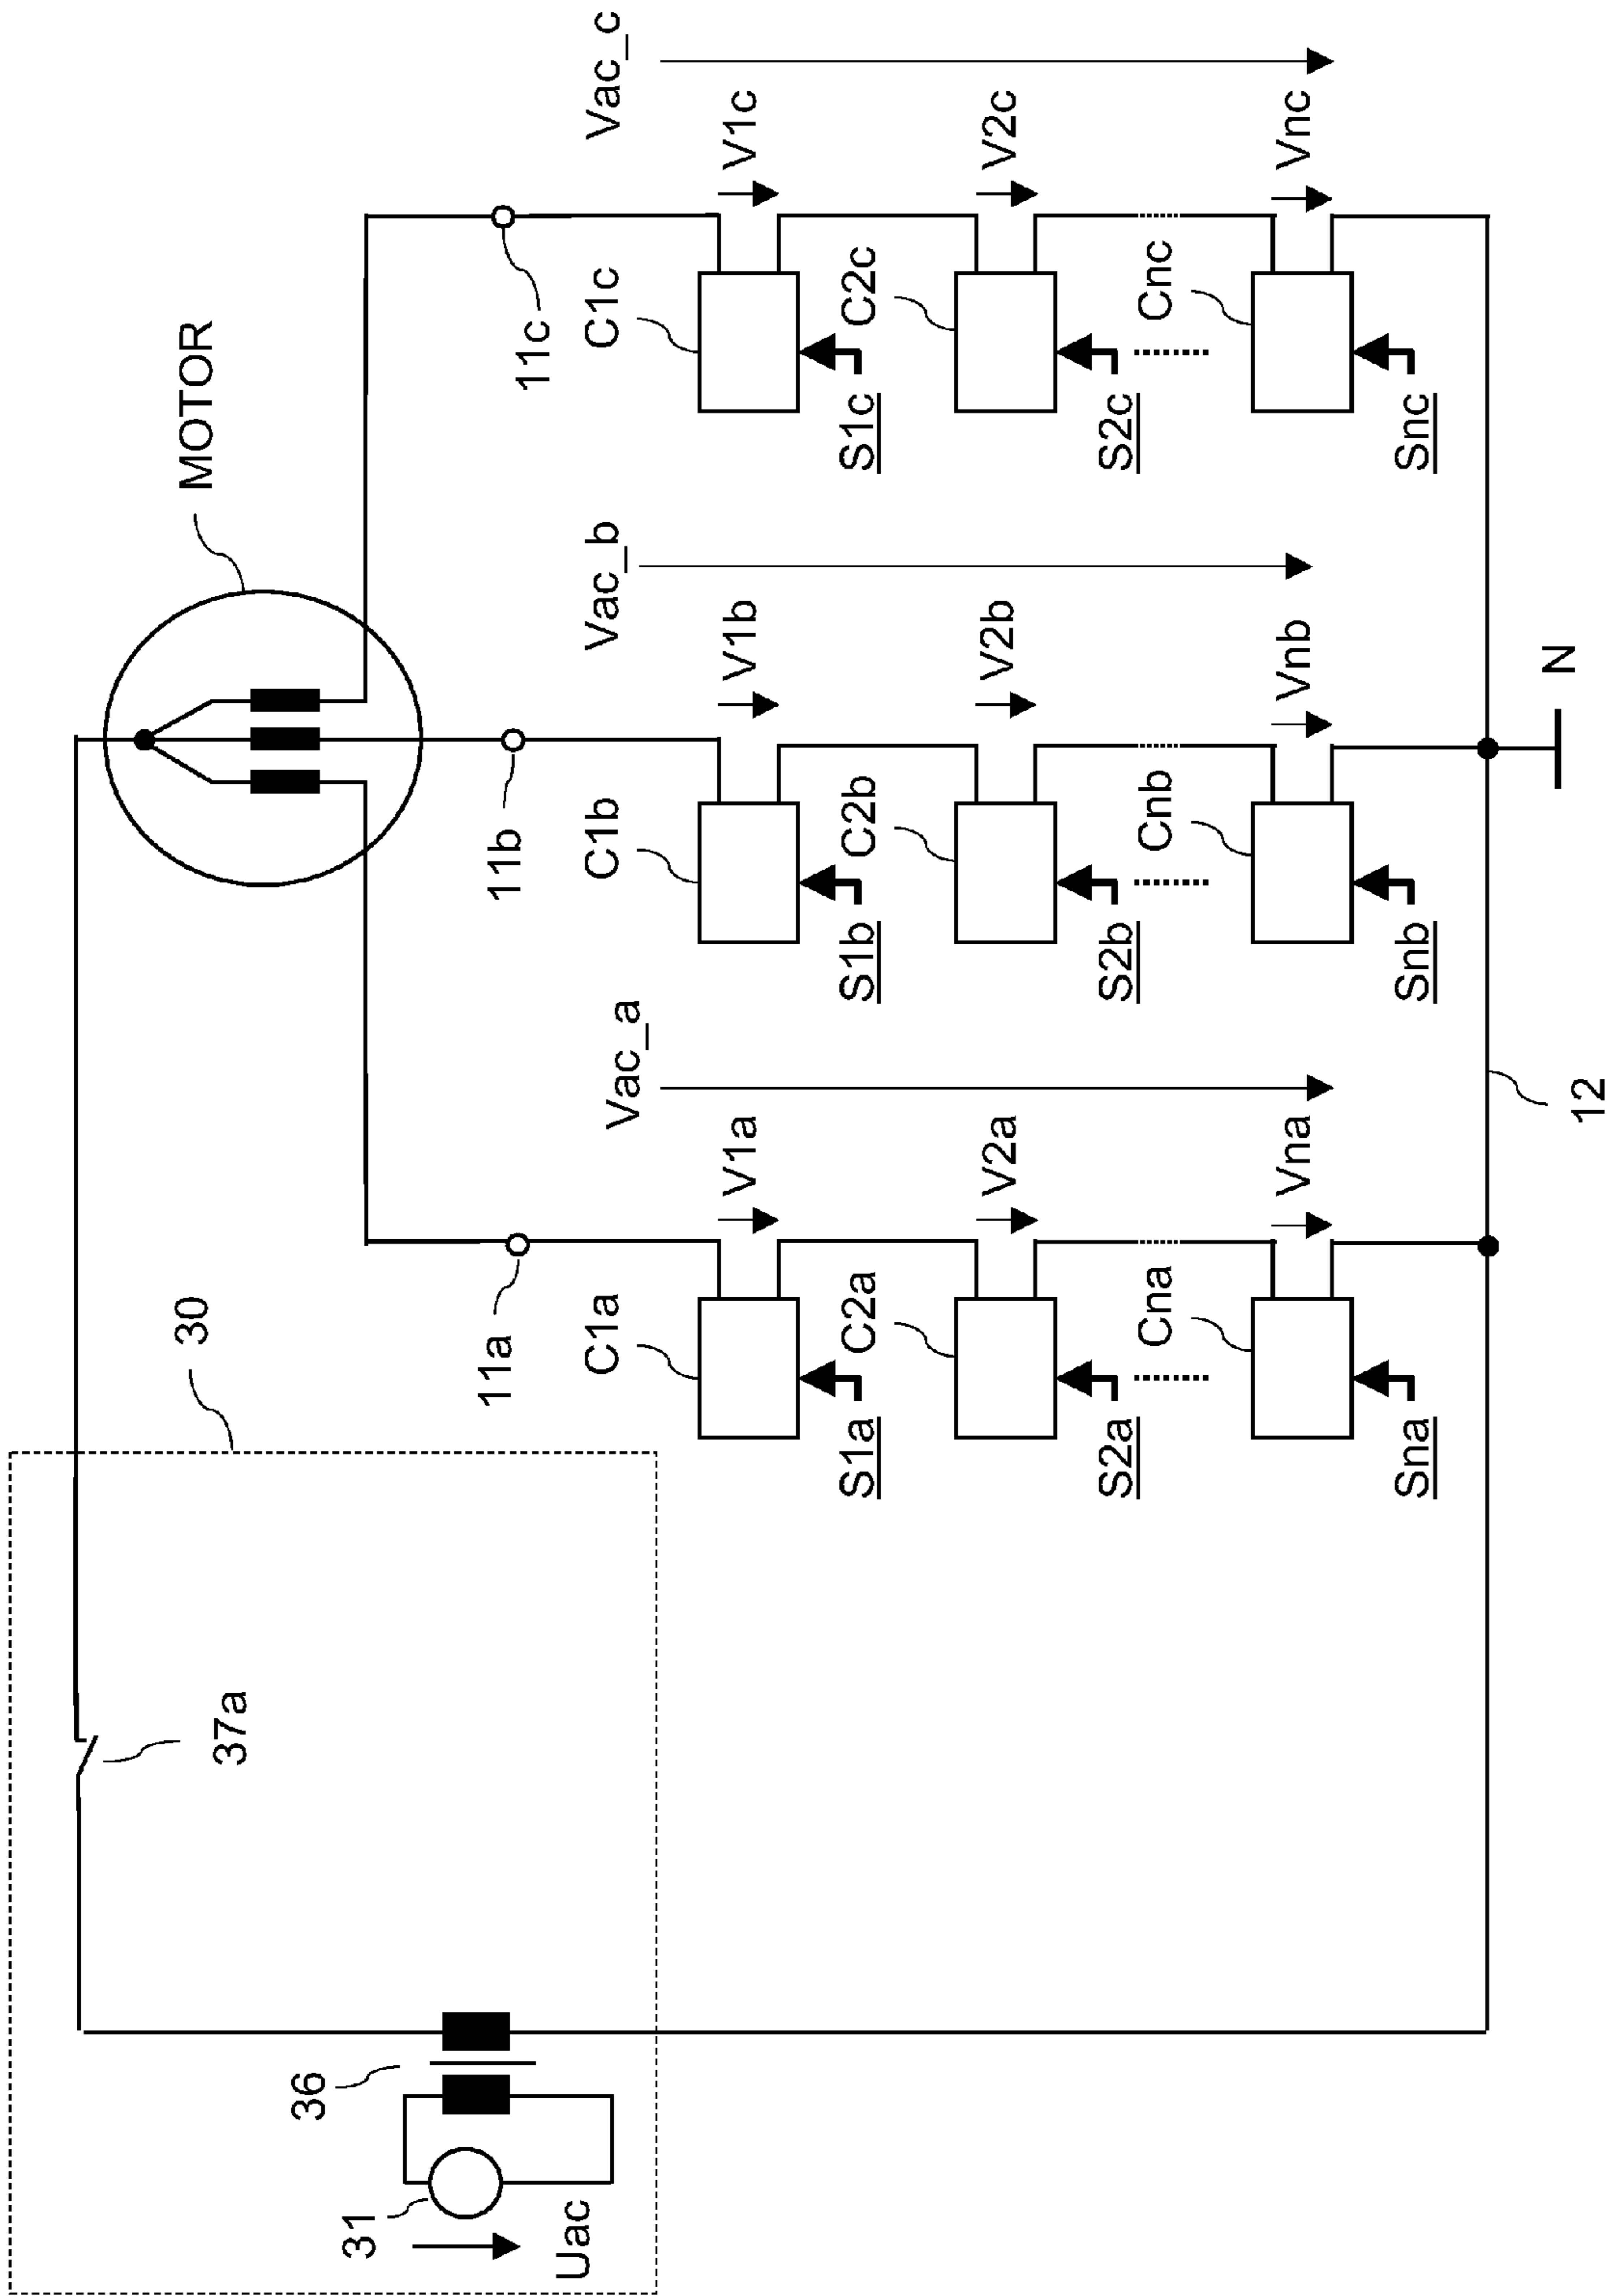 30
37a
36
31
Uac
MOTOR
11a
11b
11c
Vac_a
Vac_b
Vac_c
C1a
V1a
S1a
C1b
V1b
S1b
C1c
V1c
S1c
C2a
V2a
S2a
C2b
V2b
S2b
C2c
V2c
S2c
Cna
Vna
Sna
Cnb
Vnb
Snb
Cnc
Vnc
Snc
12
N